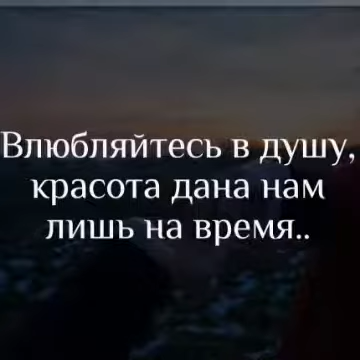 Влюбляйтесь в душу,
красота дана нам
лишь на время..